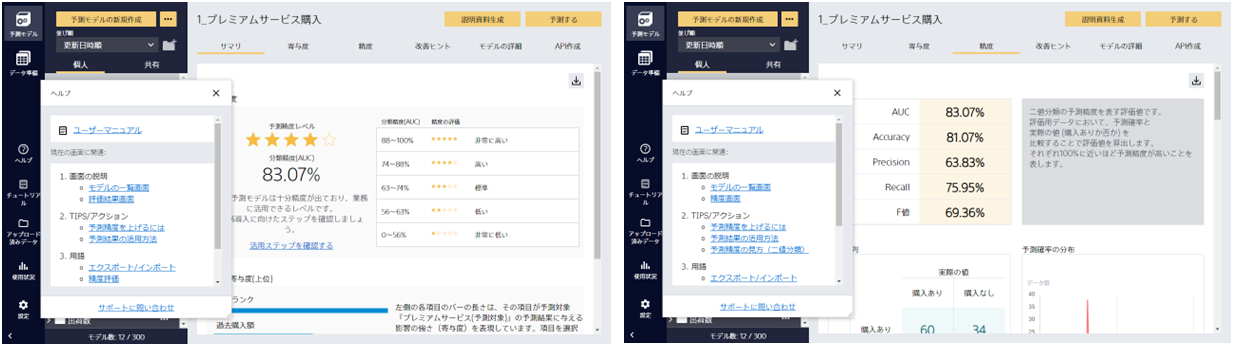 予測モデル
データ準備
ヘルプ
チュートリアル
アップロード済みデータ
使用状況
設定
予測モデルの新規作成
並び順
更新日時順
個人
共有
1_プレミアムサービス購入
説明資料生成
予測する
サマリ
寄与度
精度
改善ヒント
モデルの詳細
API作成
ヘルプ
ユーザーマニュアル
現在の画面に関連:
1. 画面の説明
モデルの一覧画面
評価結果画面
2. TIPS/アクション
予測精度を上げるには
予測結果の活用方法
3. 用語
エクスポート/インポート
精度評価
サポートに問い合わせ
出荷数
モデル数: 12 / 300
度
予測精度レベル
分類精度(AUC)
83.07%
予測モデルは十分精度が出ており、業務
に活用できるレベルです。
導入に向けたステップを確認しましょ
う。
活用ステップを確認する
分類精度(AUC)
精度の評価
88～100%
★★★★★
非常に高い
74～88%
★★★★☆
高い
63～74%
★★★☆☆
標準
56～63%
★★☆☆☆
低い
0～56%
★☆☆☆☆
非常に低い
寄与度(上位)
ランク
過去購入額
左側の各項目のバーの長さは、その項目が予測対象
「プレミアムサービス(予測対象)」の予測結果に与える
影響の強さ（寄与度）を表現しています。項目を選択
予測モデル
データ準備
ヘルプ
チュートリアル
アップロード済みデータ
使用状況
設定
予測モデルの新規作成
並び順
更新日時順
個人
共有
1_プレミアムサービス購入
説明資料生成
予測する
サマリ
寄与度
精度
改善ヒント
モデルの詳細
API作成
ヘルプ
ユーザーマニュアル
現在の画面に関連:
1. 画面の説明
モデルの一覧画面
精度画面
2. TIPS/アクション
予測精度を上げるには
予測結果の活用方法
予測精度の見方（二値分類）
3. 用語
エクスポート/インポート
サポートに問い合わせ
出荷数
モデル数: 12 / 300
AUC 83.07%
Accuracy 81.07%
Precision 63.83%
Recall 75.95%
F値 69.36%
二値分類の予測精度を表す評価値です。
評価用データにおいて、予測確率と
実際の値 (購入ありか否か) を
比較することで評価値を算出します。
それぞれ100%に近いほど予測精度が高いことを
表します。
列
実際の値
購入あり
購入なし
購入あり
60
34
予測確率の分布
データ数
40
35
30
25